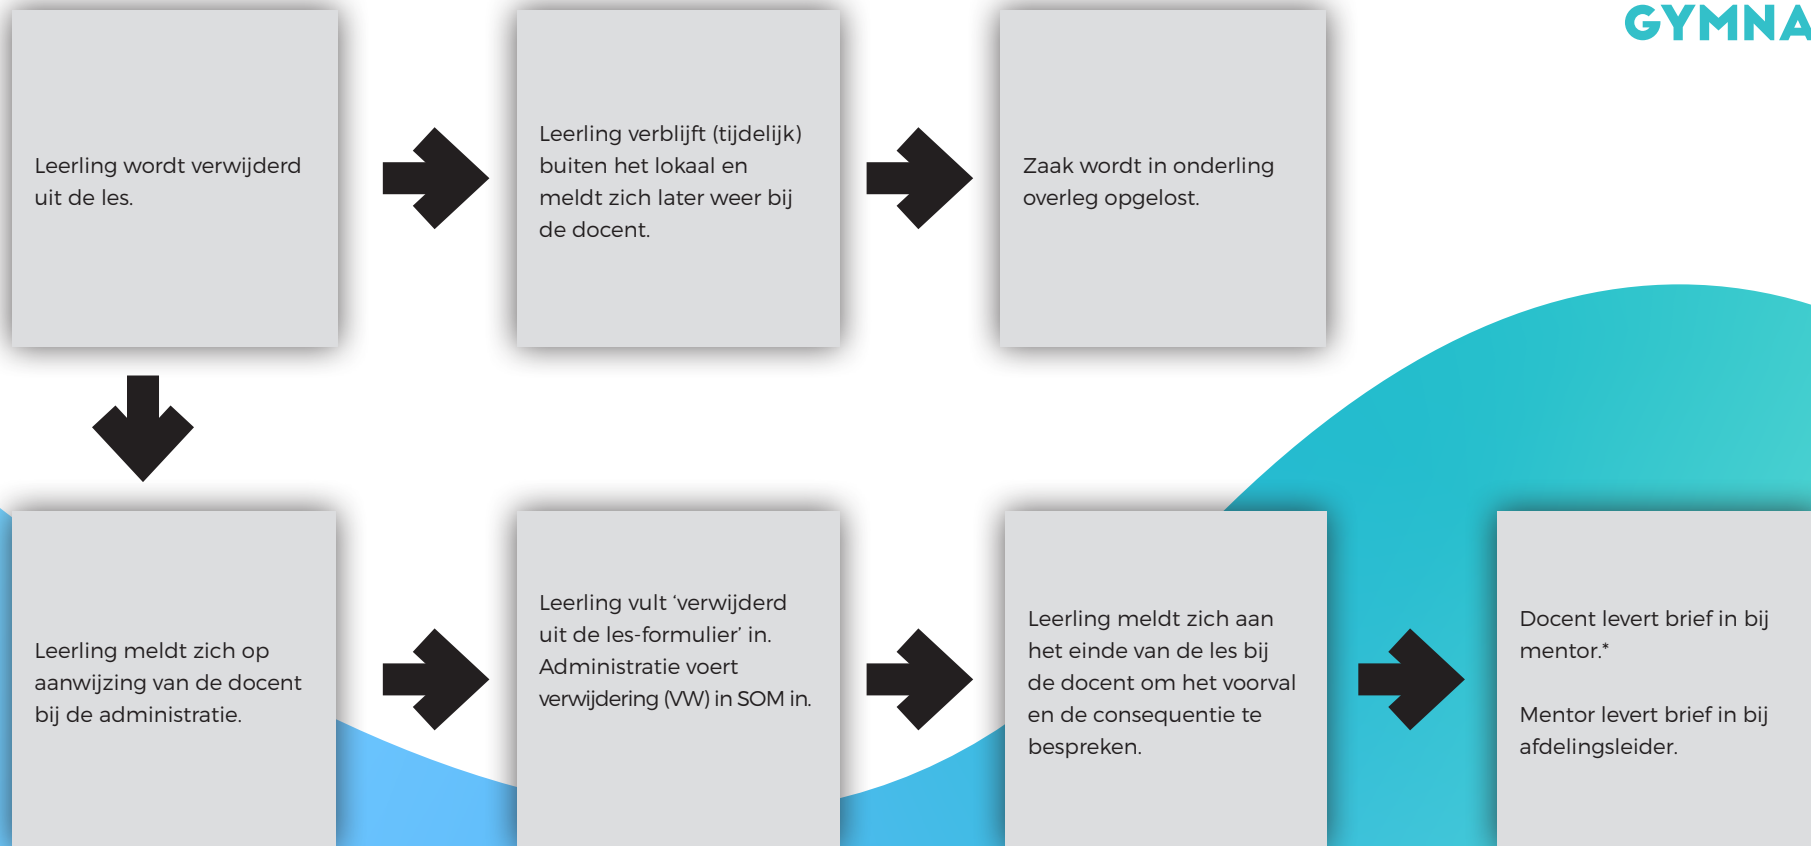 GYMNA
Leerling wordt verwijderd
uit de les.
Leerling verblijft (tijdelijk)
buiten het lokaal en
meldt zich later weer bij
de docent.
Zaak wordt in onderling
overleg opgelost.
Leerling meldt zich op
aanwijzing van de docent
bij de administratie.
Leerling vult ‘verwijderd
uit de les-formulier’ in.
Administratie voert
verwijdering (VW) in SOM in.
Leerling meldt zich aan
het einde van de les bij
de docent om het voorval
en de consequentie te
bespreken.
Docent levert brief in bij
mentor.*
Mentor levert brief in bij
afdelingsleider.